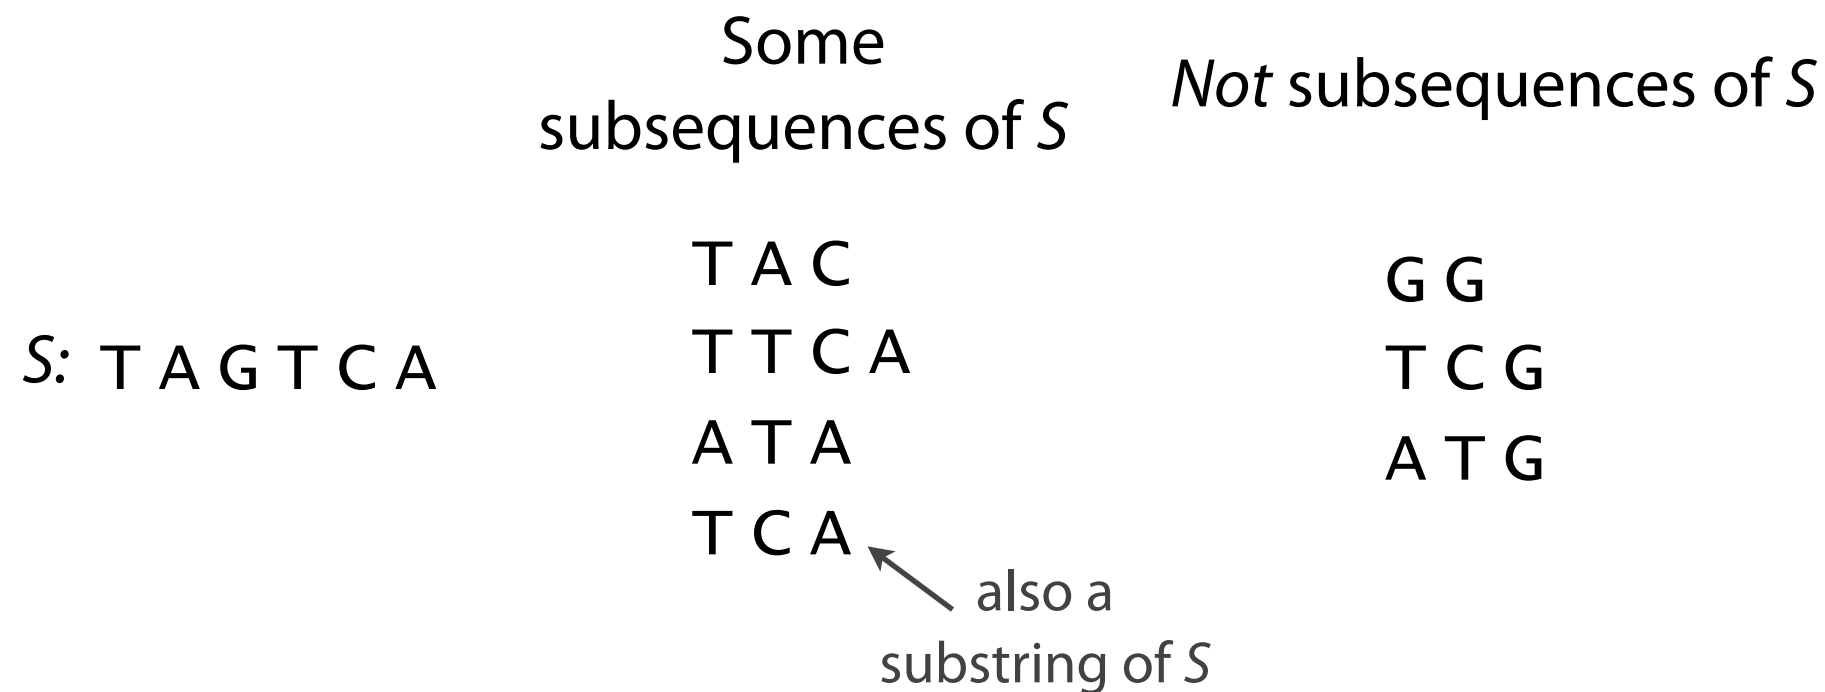 Some
subsequences of S
Not subsequences of S
S: T A G T C A
T A C
T T C A
A T A
T C A
also a
substring of S
G G
T C G
A T G